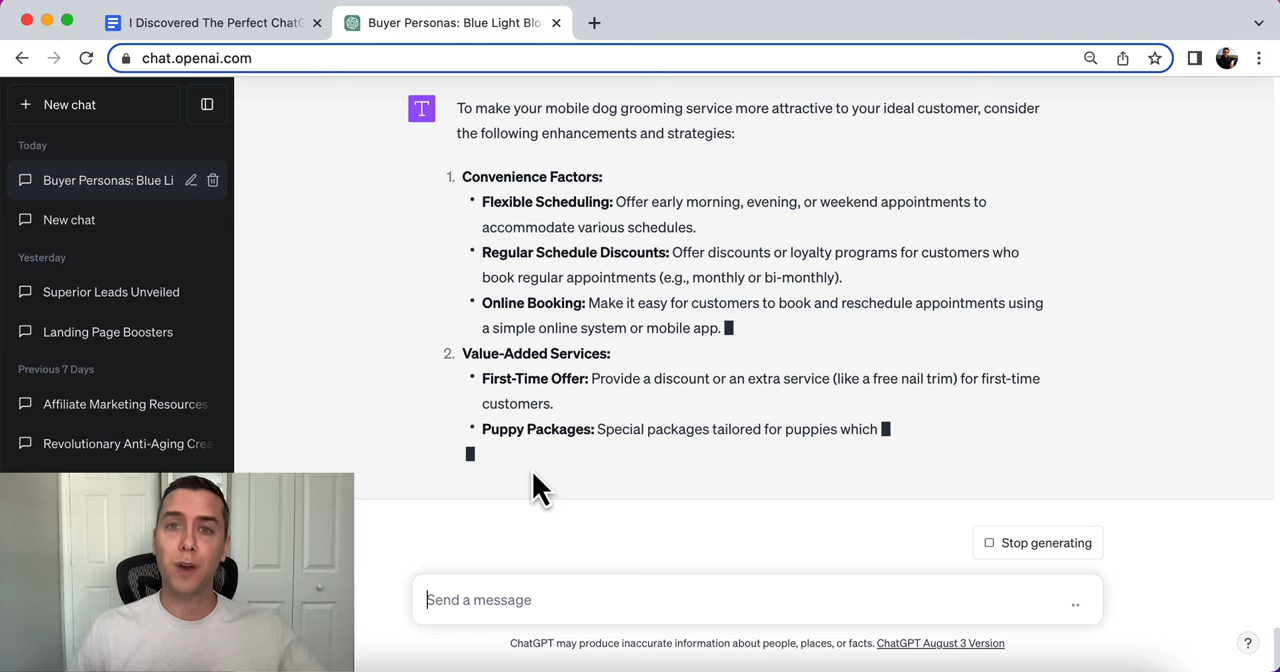 I Discovered The Perfect ChatG
Buyer Personas: Blue Light Blo
chat.openai.com
New chat
Today
Buyer Personas: Blue Li
New chat
Yesterday
Superior Leads Unveiled
Landing Page Boosters
Previous 7 Days
Affiliate Marketing Resources
Revolutionary Anti-Aging Crea
T
To make your mobile dog grooming service more attractive to your ideal customer, consider
the following enhancements and strategies:
1. Convenience Factors:
• Flexible Scheduling: Offer early morning, evening, or weekend appointments to
accommodate various schedules.
• Regular Schedule Discounts: Offer discounts or loyalty programs for customers who
book regular appointments (e.g., monthly or bi-monthly).
• Online Booking: Make it easy for customers to book and reschedule appointments using
a simple online system or mobile app.
2. Value-Added Services:
• First-Time Offer: Provide a discount or an extra service (like a free nail trim) for first-time
customers.
• Puppy Packages: Special packages tailored for puppies which
Stop generating
Send a message
ChatGPT may produce inaccurate information about people, places, or facts. ChatGPT August 3 Version
?